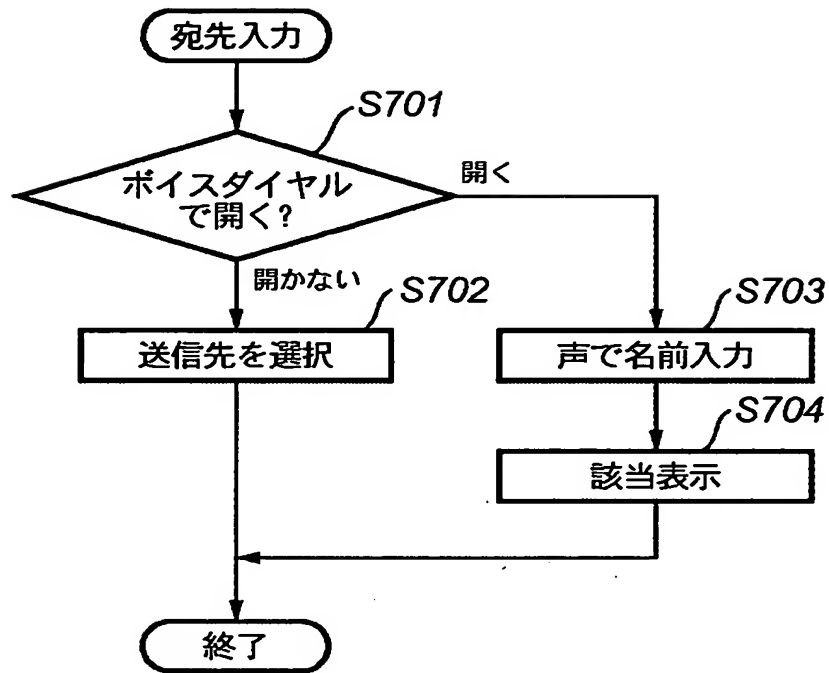 宛先入力
S701
ボイスダイヤル
で開く?
開く
開かない
S702
送信先を選択
S703
声で名前入力
S704
該当表示
終了